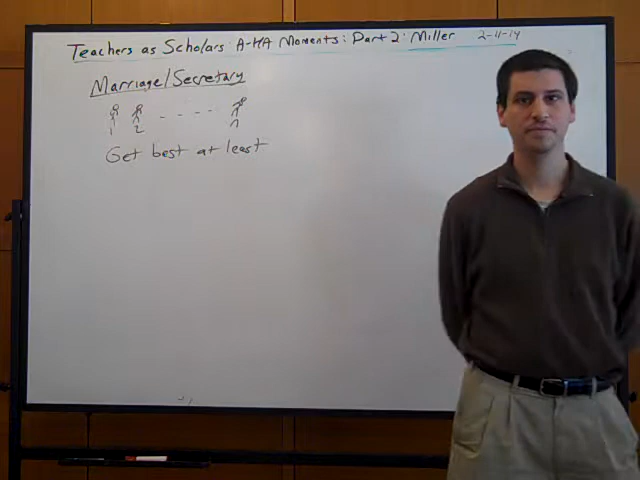 Teachers as Scholars: A-HA Moments: Part 2: Miller 2-11-14
Marriage/Secretary
1 2 - - - - n
Get best at least